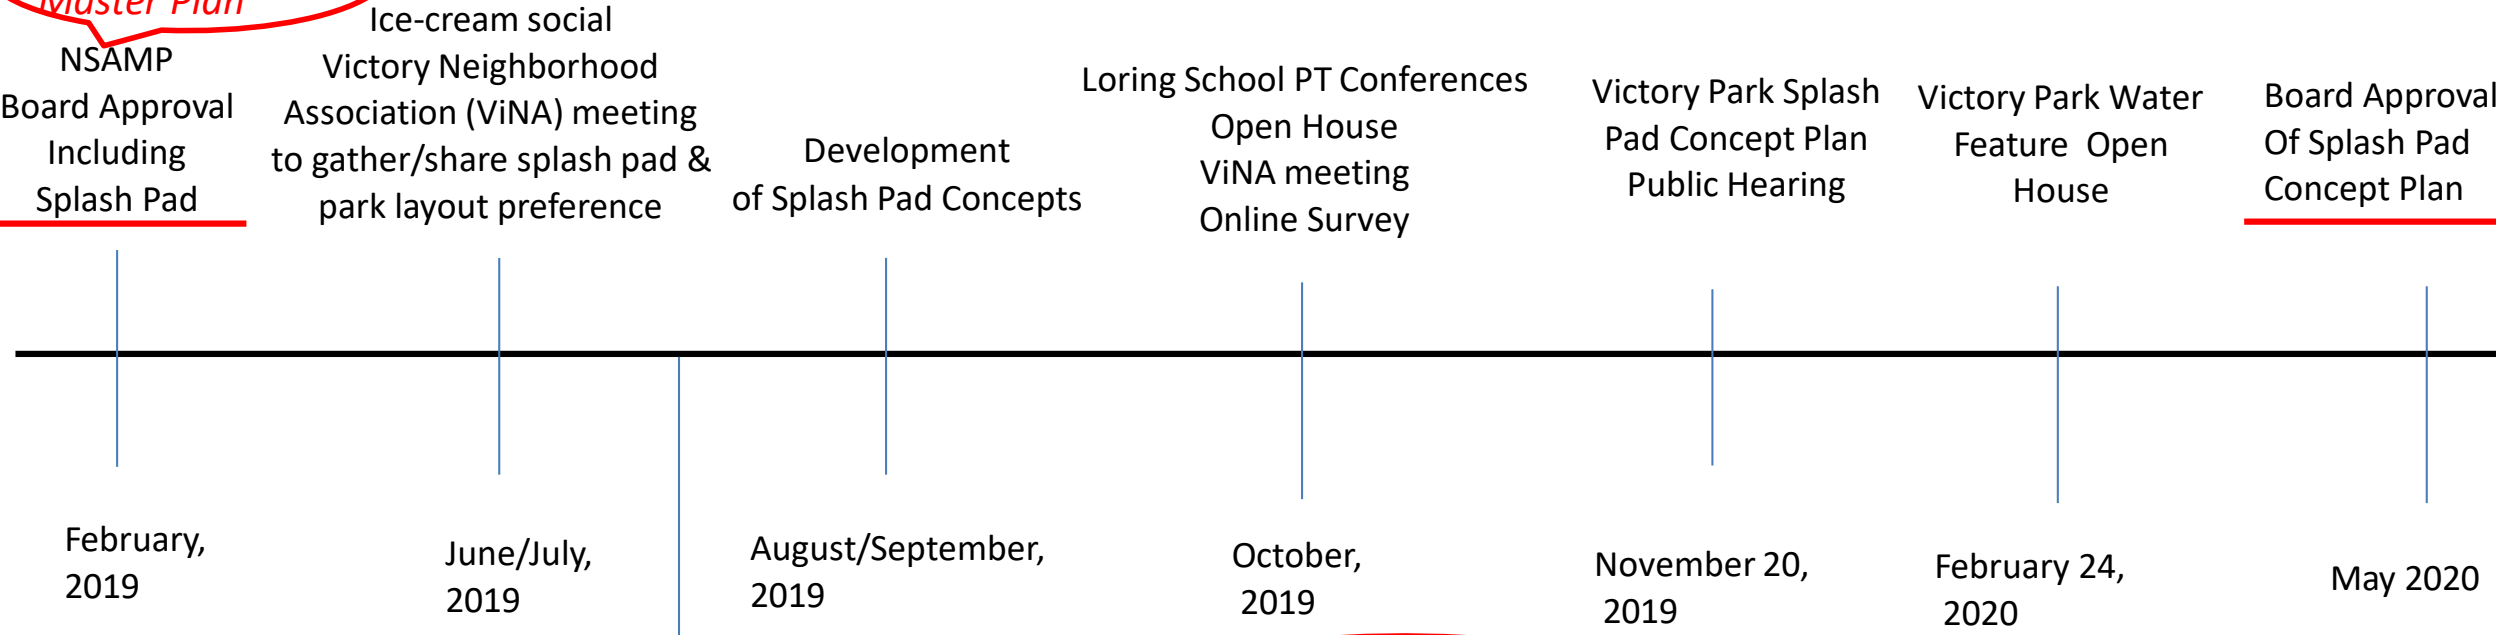 Master Plan
NSAMP
Board Approval
Including
Splash Pad
Ice-cream social
Victory Neighborhood
Association (ViNA) meeting
to gather/share splash pad &
park layout preference
Development
of Splash Pad Concepts
Loring School PT Conferences
Open House
ViNA meeting
Online Survey
Victory Park Splash
Pad Concept Plan
Public Hearing
Victory Park Water
Feature Open
House
Board Approval
Of Splash Pad
Concept Plan
February,
2019
June/July,
2019
August/September,
2019
October,
2019
November 20,
2019
February 24,
2020
May 2020